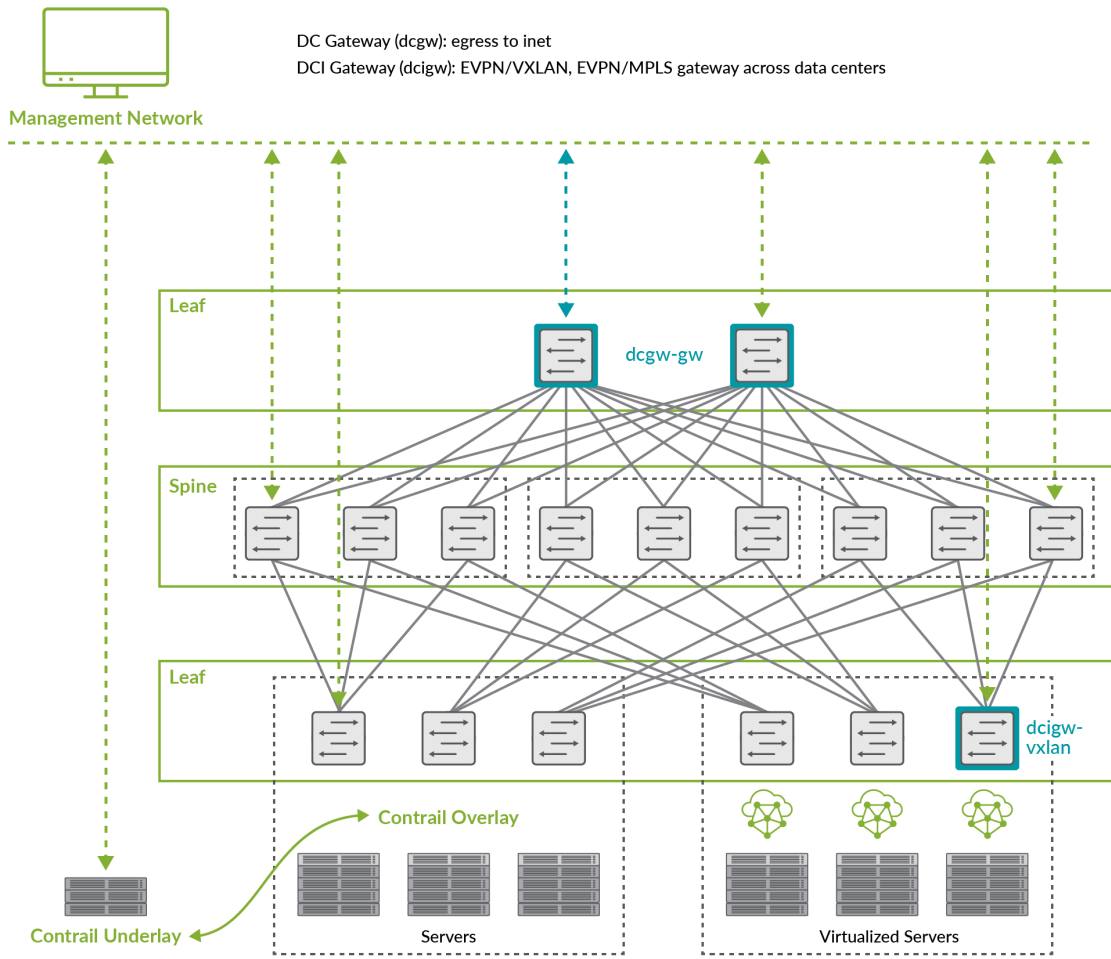 DC Gateway (dcgw): egress to inet
DCI Gateway (dcigw): EVPN/VXLAN, EVPN/MPLS gateway across data centers
Management Network
Leaf
dcgw-gw
Spine
Leaf
dcigw-
vxlan
Contrail Overlay
Contrail Underlay
Servers
Virtualized Servers